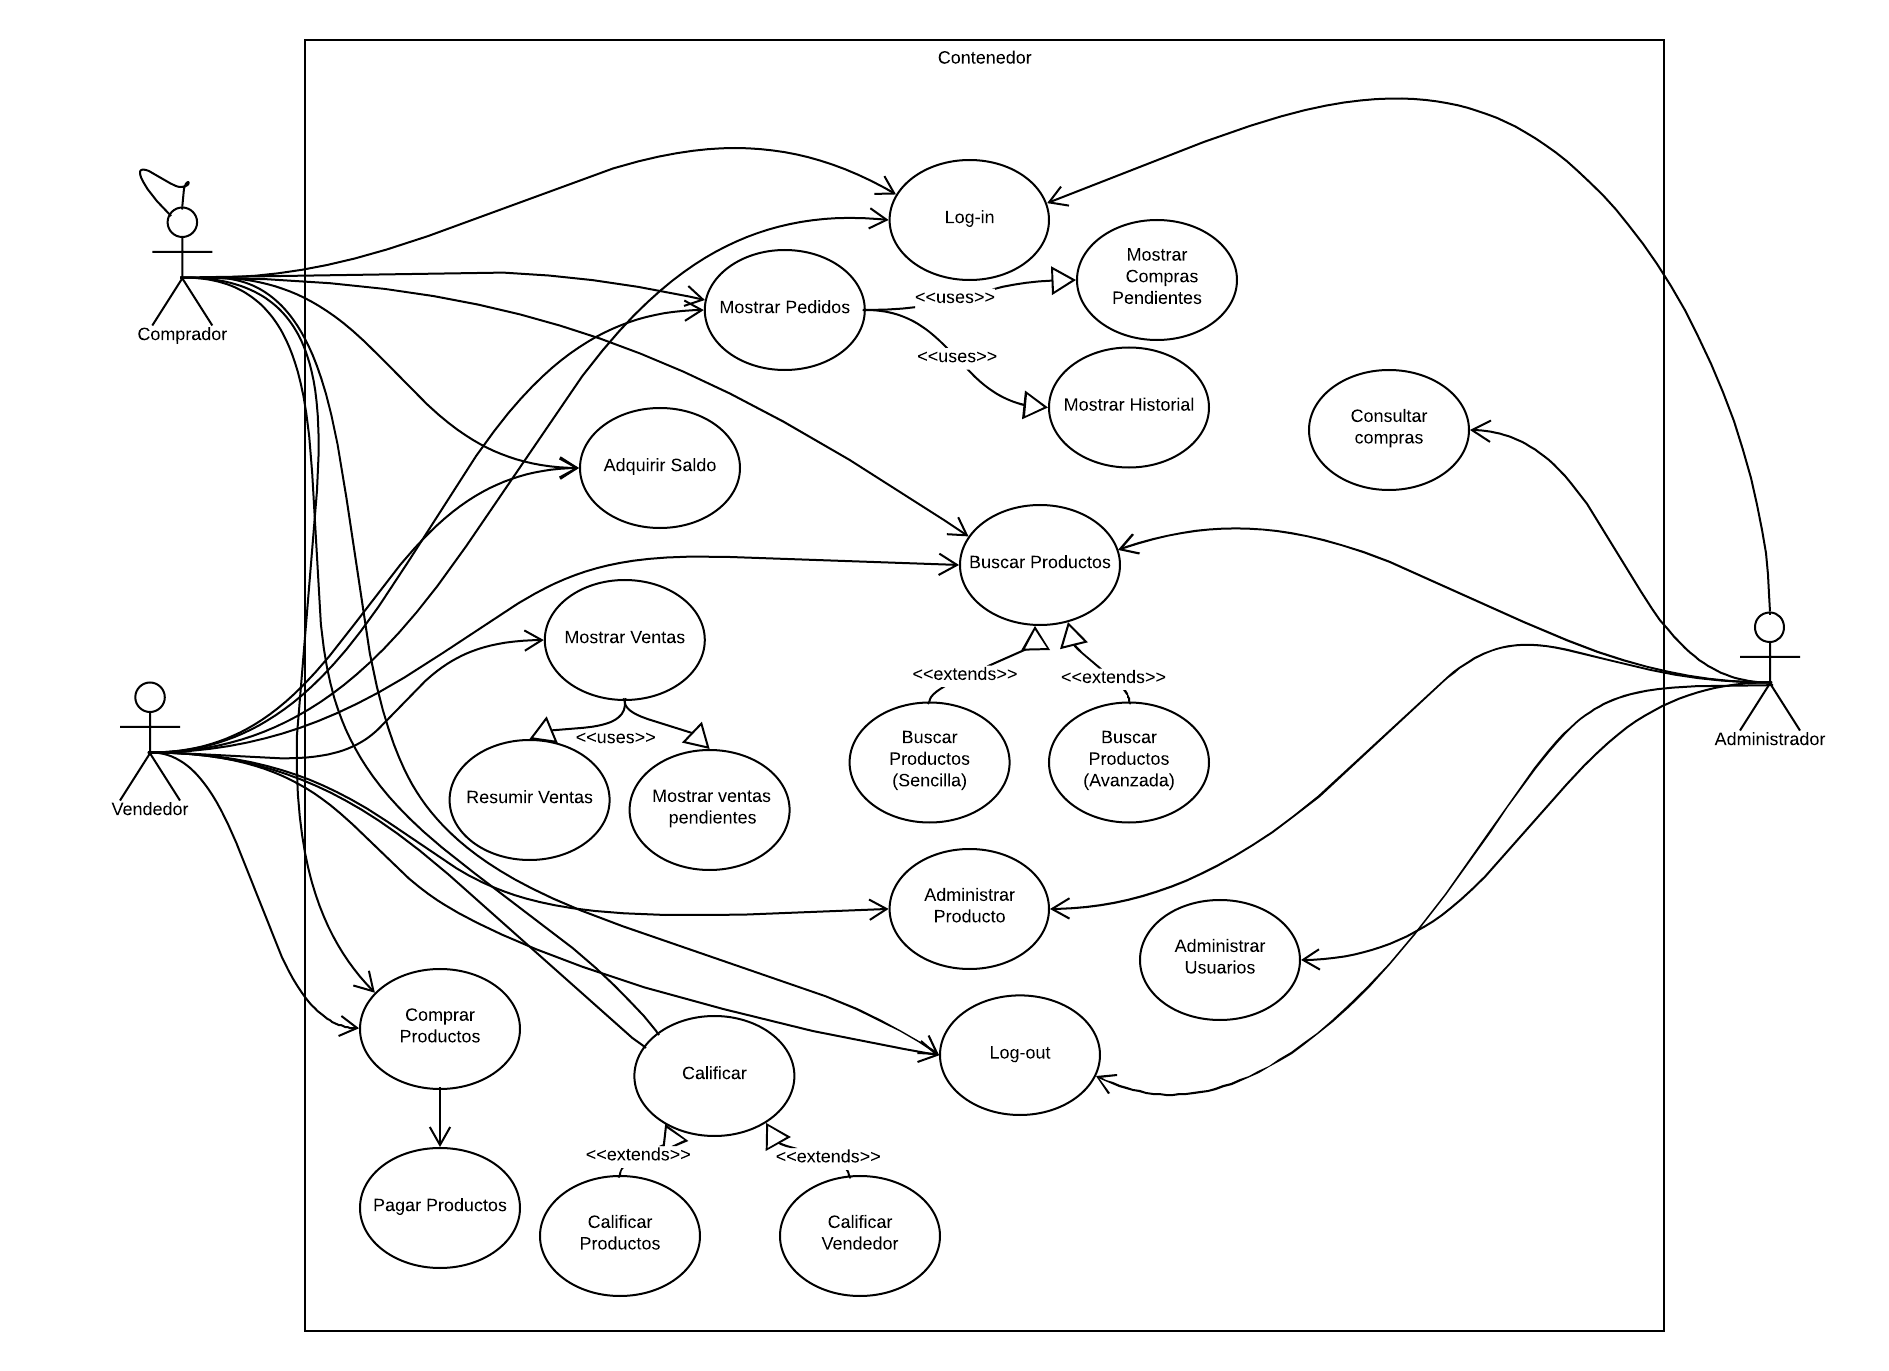 Contenedor
Log-in
Mostrar
Compras
Pendientes
<<uses>>
Mostrar Pedidos
Comprador
<<uses>>
Mostrar Historial
Consultar
compras
Adquirir Saldo
Buscar Productos
Mostrar Ventas
<<extends>>
<<extends>>
<<uses>>
Buscar
Productos
(Sencilla)
Buscar
Productos
(Avanzada)
Administrador
Resumir Ventas
Mostrar ventas
pendientes
Vendedor
Administrar
Producto
Administrar
Usuarios
Comprar
Productos
Log-out
Calificar
<<extends>>
<<extends>>
Pagar Productos
Calificar
Productos
Calificar
Vendedor